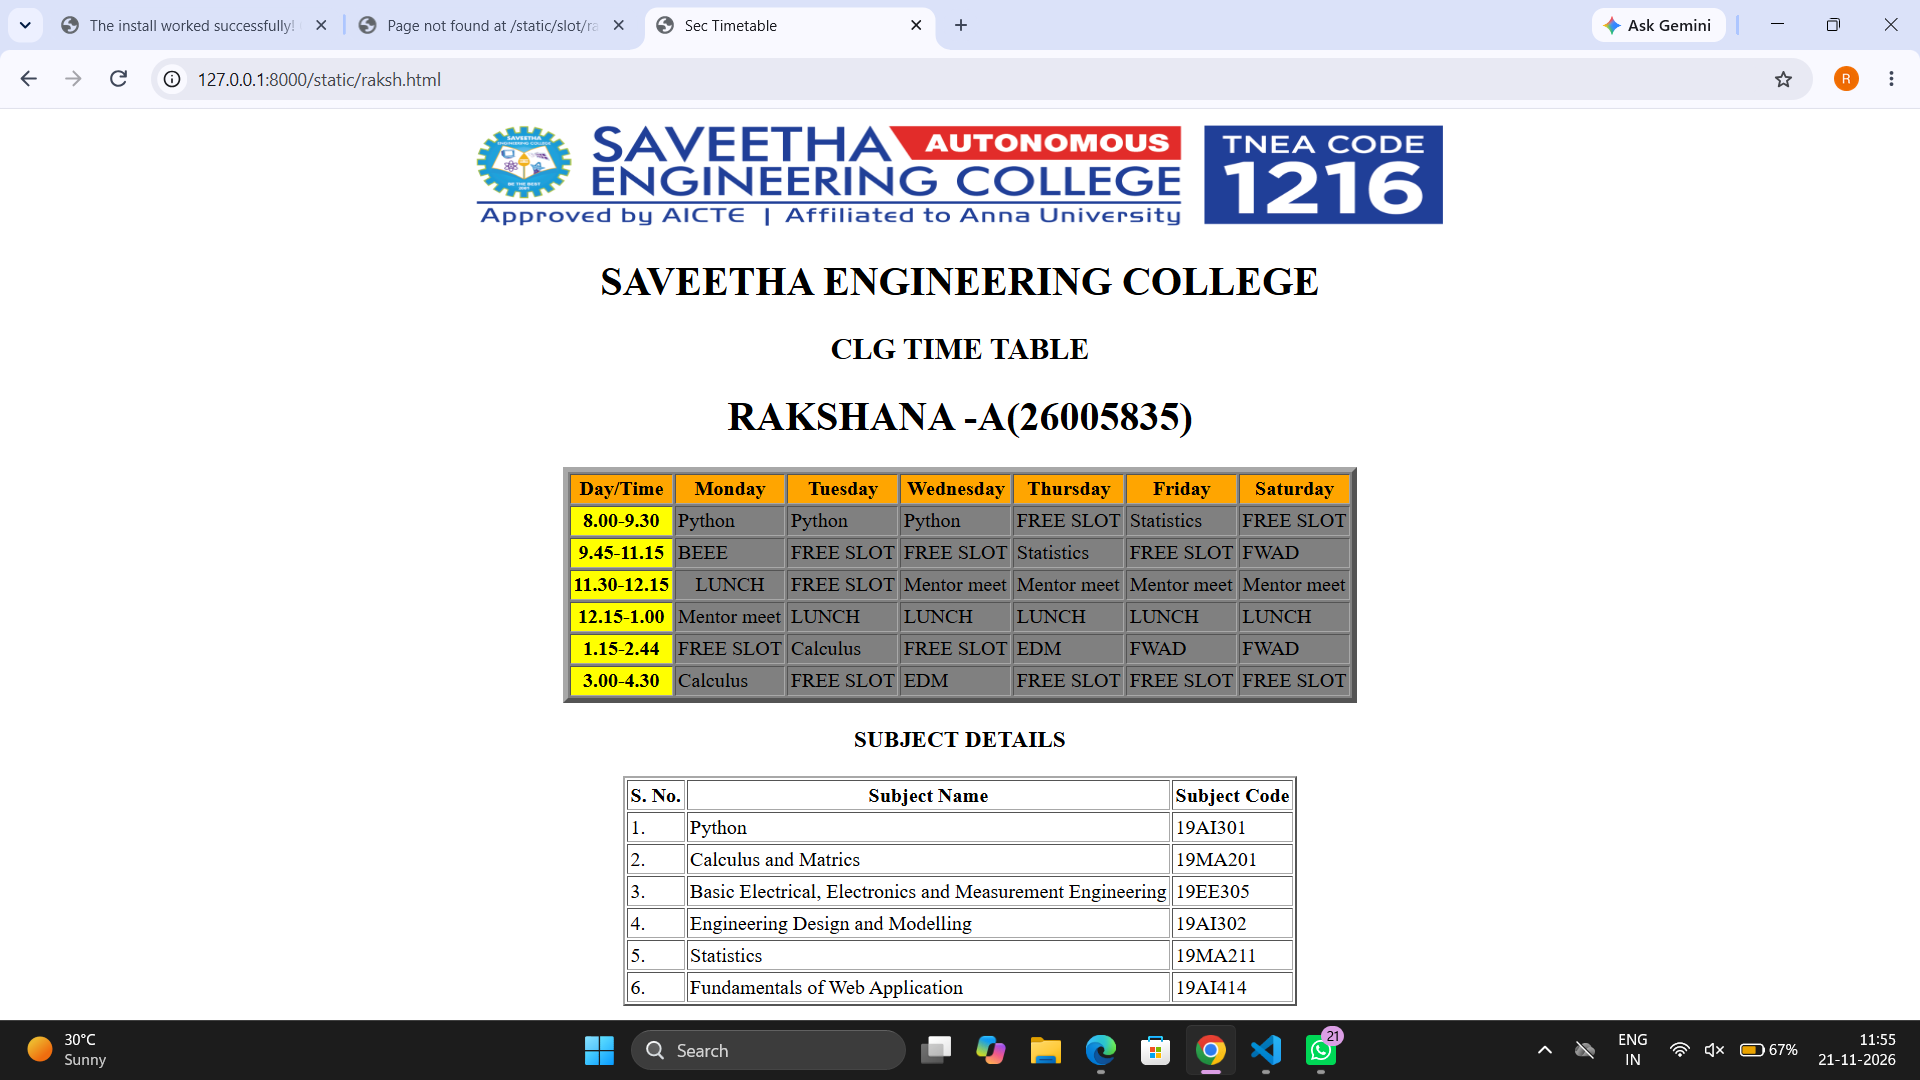 The install worked successfully!
Page not found at /static/slot/ra
Sec Timetable
Ask Gemini
127.0.0.1:8000/static/raksh.html
R
SAVEETHA ENGINEERING COLLEGE
BE THE BEST
SAVEETHA AUTONOMOUS
ENGINEERING COLLEGE
Approved by AICTE | Affiliated to Anna University
TNEA CODE
1216
SAVEETHA ENGINEERING COLLEGE
CLG TIME TABLE
RAKSHANA -A(26005835)
Day/Time Monday Tuesday Wednesday Thursday Friday Saturday
8.00-9.30 Python Python Python FREE SLOT Statistics FREE SLOT
9.45-11.15 BEEE FREE SLOT FREE SLOT Statistics FREE SLOT FWAD
11.30-12.15 LUNCH FREE SLOT Mentor meet Mentor meet Mentor meet Mentor meet
12.15-1.00 Mentor meet LUNCH LUNCH LUNCH LUNCH LUNCH
1.15-2.44 FREE SLOT Calculus FREE SLOT EDM FWAD FWAD
3.00-4.30 Calculus FREE SLOT EDM FREE SLOT FREE SLOT FREE SLOT
SUBJECT DETAILS
S. No. Subject Name Subject Code
1. Python 19AI301
2. Calculus and Matrics 19MA201
3. Basic Electrical, Electronics and Measurement Engineering 19EE305
4. Engineering Design and Modelling 19AI302
5. Statistics 19MA211
6. Fundamentals of Web Application 19AI414
30°C
Sunny
Search
21
ENG
IN
67%
11:55
21-11-2026